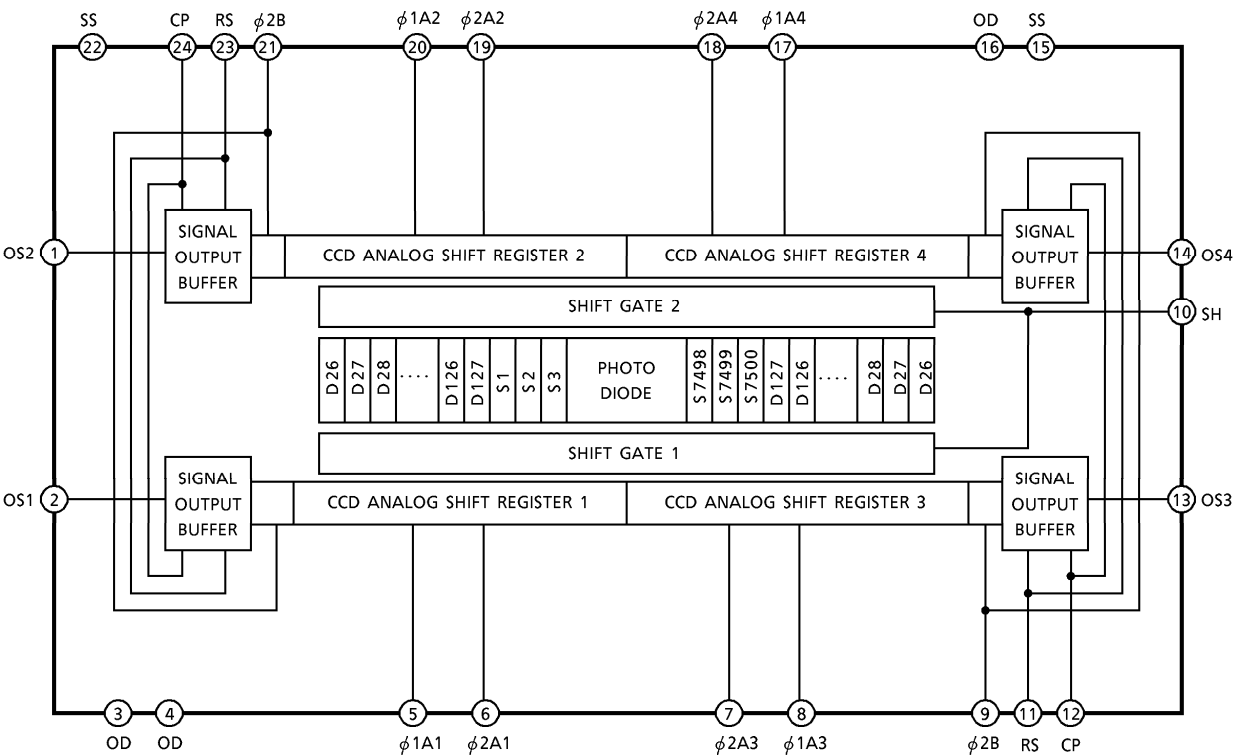 SS CP RS ϕ2B ϕ1A2 ϕ2A2 ϕ2A4 ϕ1A4 OD SS
22 24 23 21 20 19 18 17 16 15
SIGNAL
OUTPUT
BUFFER
CCD ANALOG SHIFT REGISTER 2
CCD ANALOG SHIFT REGISTER 4
SIGNAL
OUTPUT
BUFFER
OS2 1
14 OS4
SHIFT GATE 2
10 SH
D26 D27 D28 ···· D126 D127 S1 S2 S3
PHOTO
DIODE
S7498 S7499 S7500 D127 D126 ···· D28 D27 D26
SHIFT GATE 1
SIGNAL
OUTPUT
BUFFER
CCD ANALOG SHIFT REGISTER 1
CCD ANALOG SHIFT REGISTER 3
SIGNAL
OUTPUT
BUFFER
OS1 2
13 OS3
3 4 5 6 7 8 9 11 12
OD OD ϕ1A1 ϕ2A1 ϕ2A3 ϕ1A3 ϕ2B RS CP